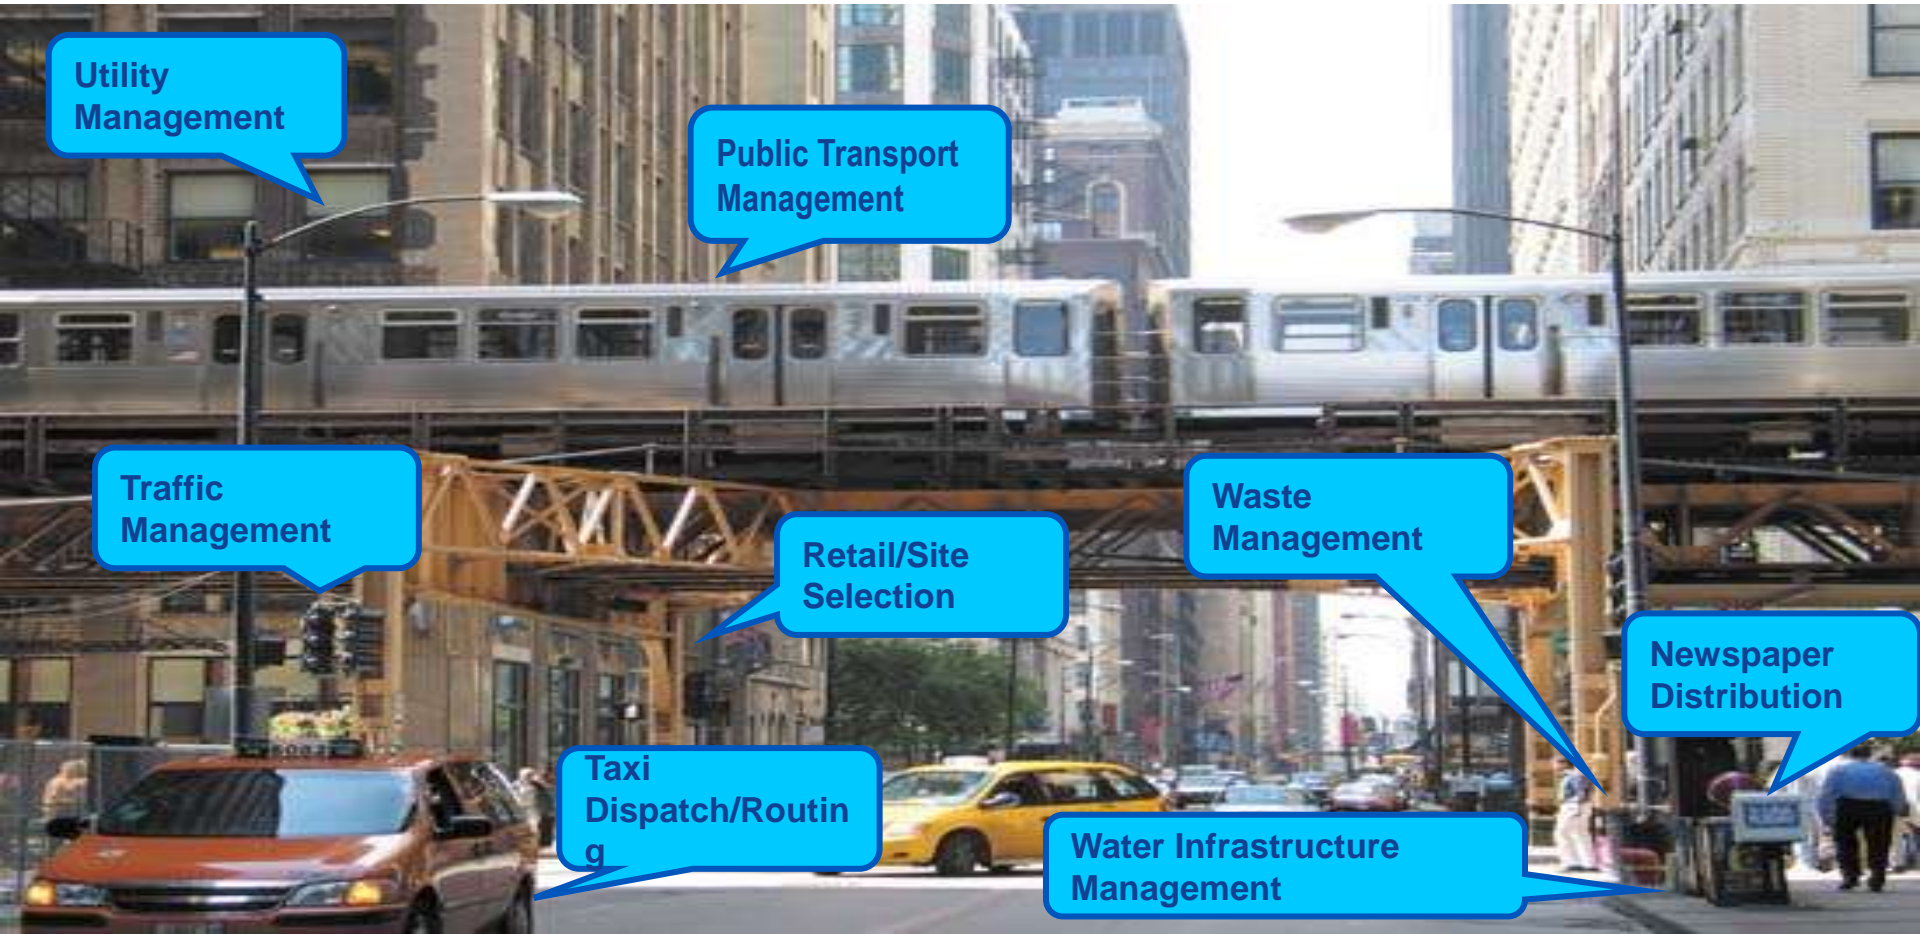 Utility
Management
Public Transport
Management
Traffic
Management
Retail/Site
Selection
Waste
Management
Newspaper
Distribution
Taxi
Dispatch/Routin
g
Water Infrastructure
Management